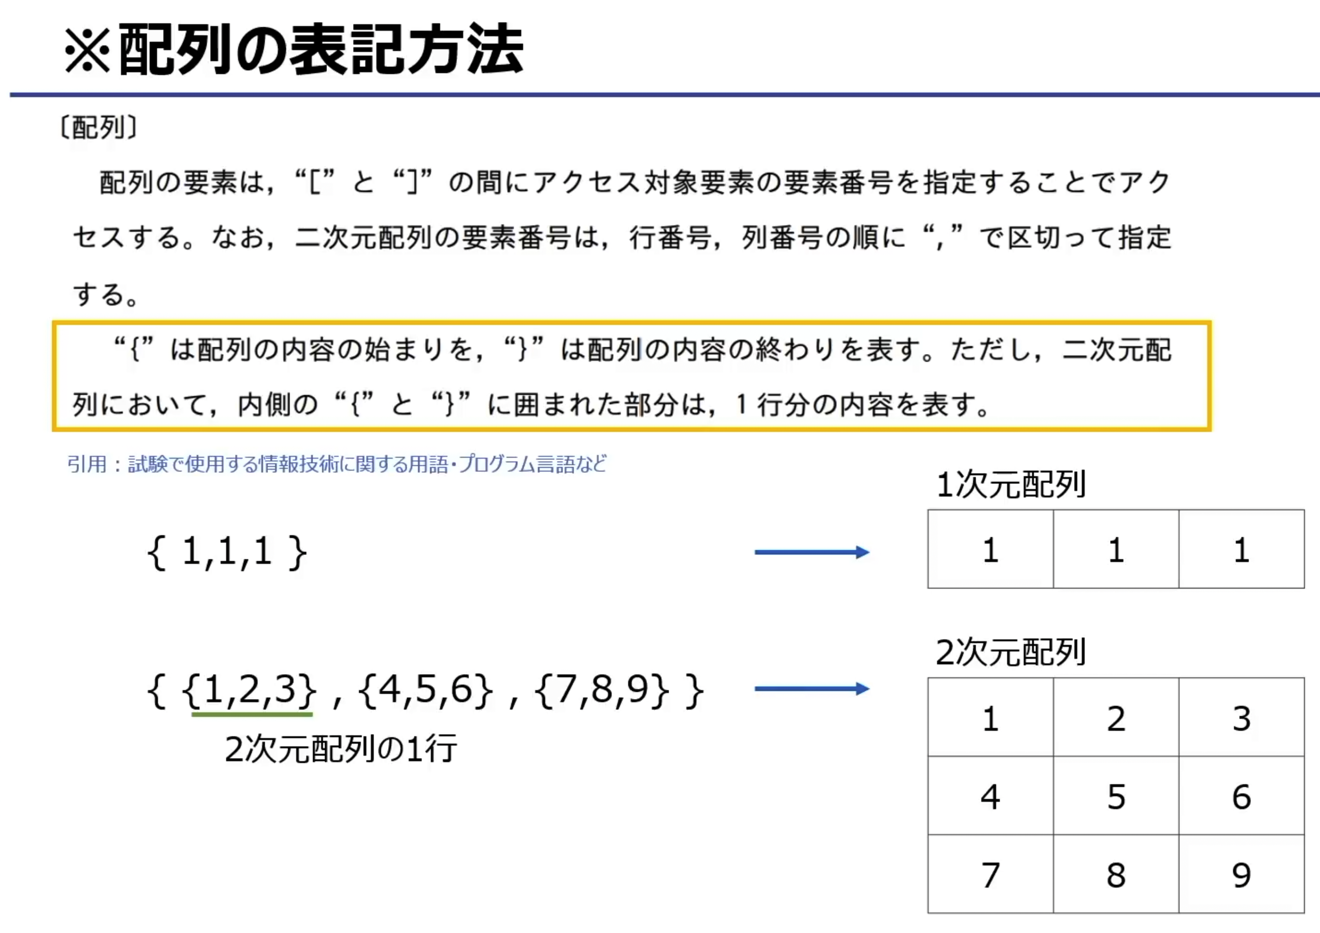 ※配列の表記方法
〔配列〕
配列の要素は，“[” と “]” の間にアクセス対象要素の要素番号を指定することでアク
セスする。なお，二次元配列の要素番号は，行番号，列番号の順に “,” で区切って指定
する。
“{” は配列の内容の始まりを，“}” は配列の内容の終わりを表す。ただし，二次元配
列において，内側の “{” と “}” に囲まれた部分は，1 行分の内容を表す。
引用：試験で使用する情報技術に関する用語・プログラム言語など
1次元配列
{ 1,1,1 }
1 1 1
2次元配列
{ {1,2,3} , {4,5,6} , {7,8,9} }
2次元配列の1行
1 2 3
4 5 6
7 8 9